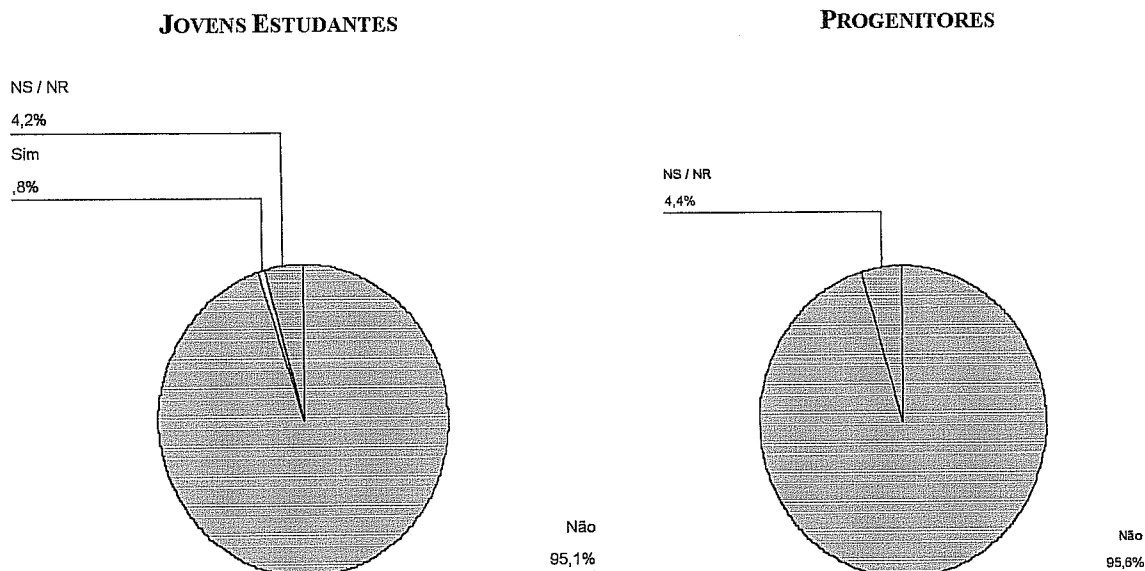 JOVENS ESTUDANTES
NS / NR
4,2%
Sim
,8%
Não
95,1%
PROGENITORES
NS / NR
4,4%
Não
95,6%